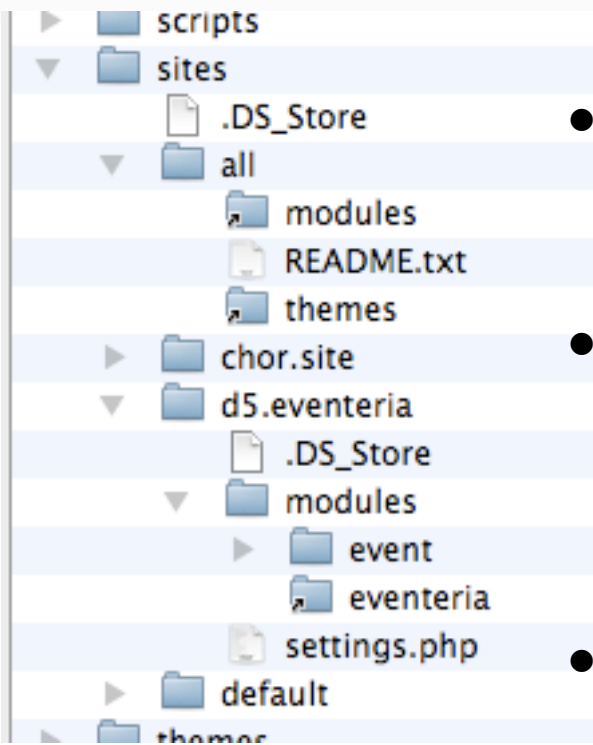 scripts
sites
.DS_Store
all
modules
README.txt
themes
chor.site
d5.eventeria
.DS_Store
modules
event
eventeria
settings.php
default
themes